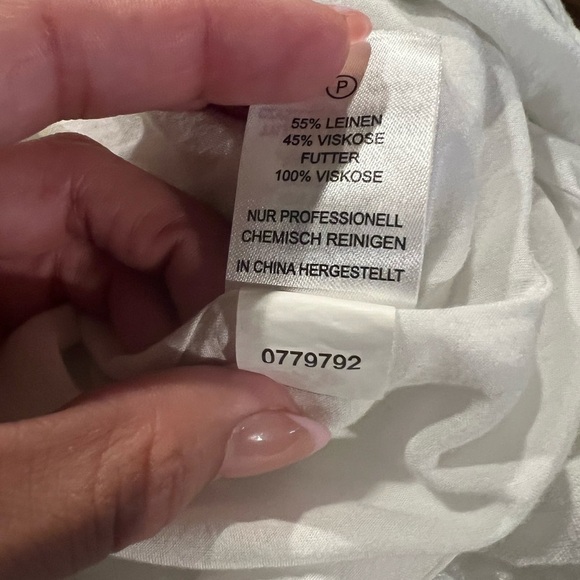 P
55% LEINEN
45% VISKOSE
FUTTER
100% VISKOSE
NUR PROFESSIONELL
CHEMISCH REINIGEN
IN CHINA HERGESTELLT
0779792